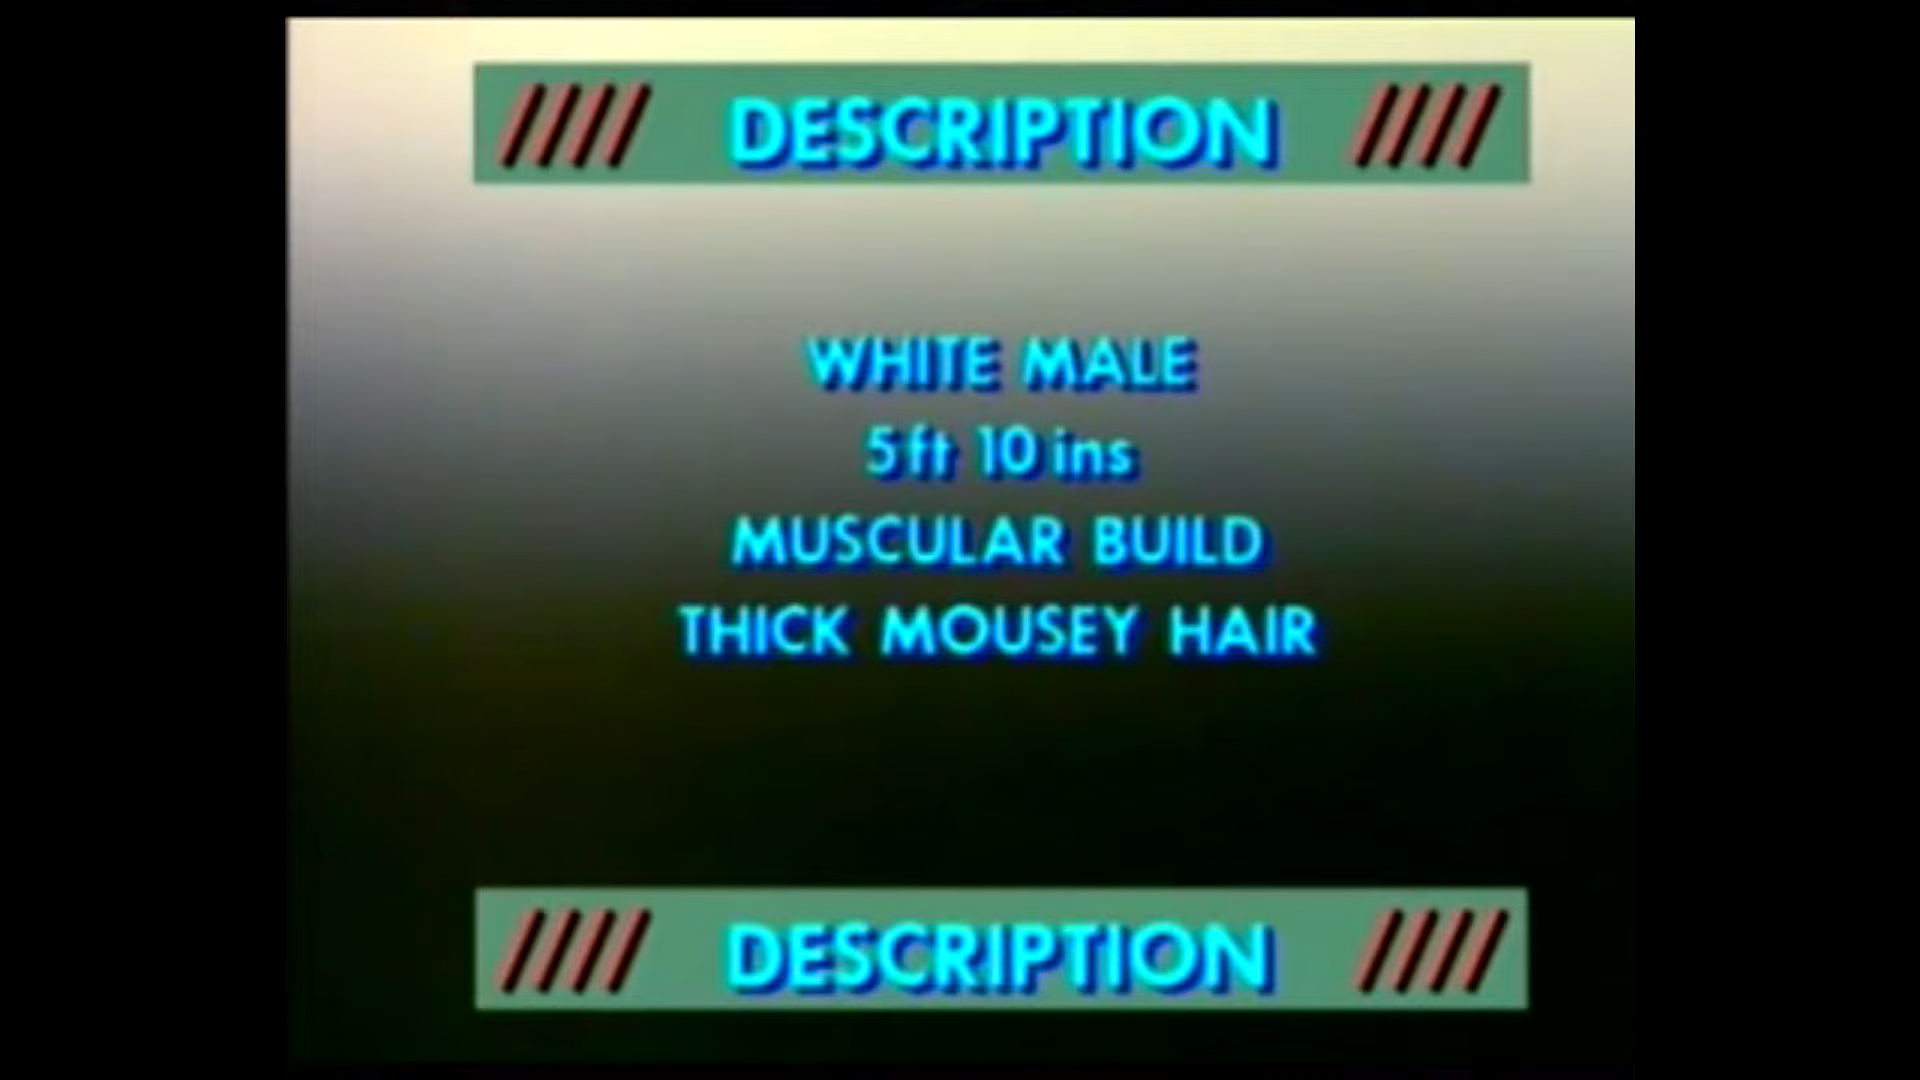 DESCRIPTION
WHITE MALE
5ft 10ins
MUSCULAR BUILD
THICK MOUSEY HAIR
DESCRIPTION